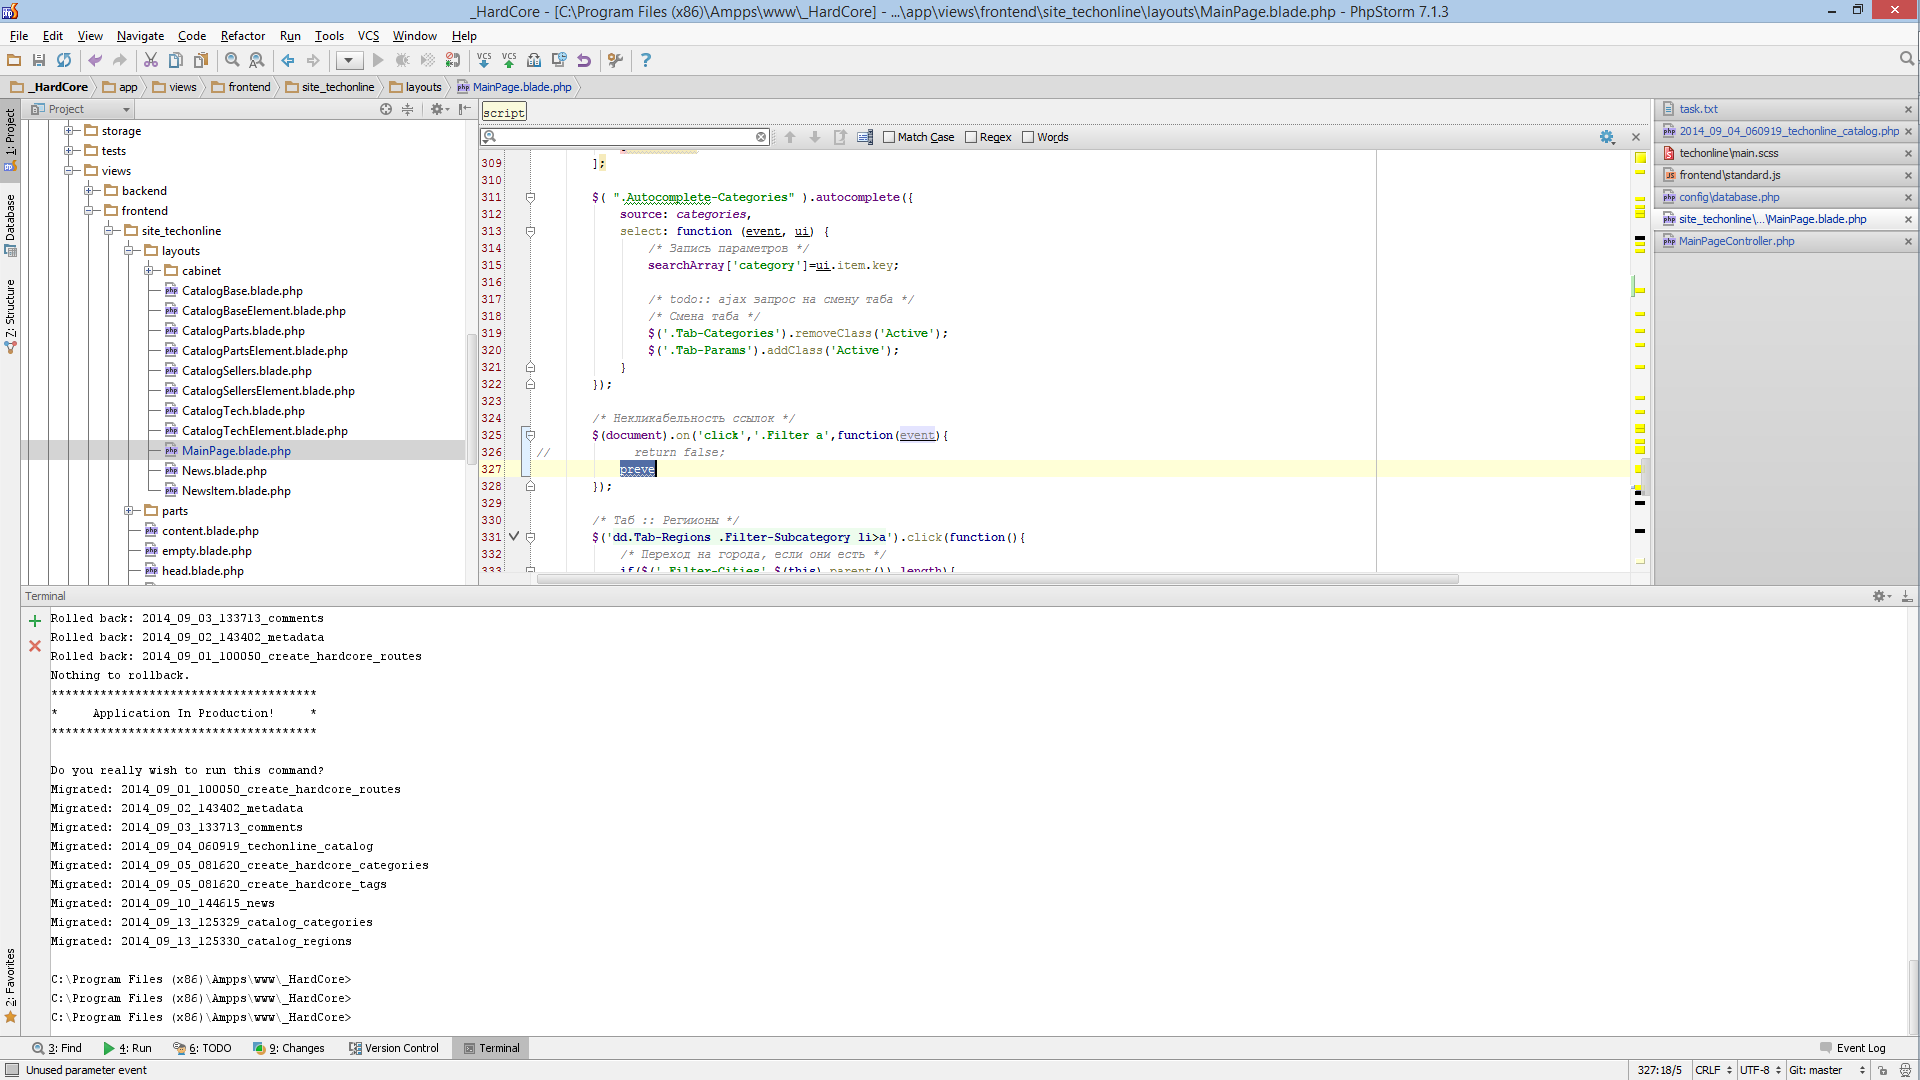 _HardCore - [C:\Program Files (x86)\Ampps\www\_HardCore] - ...\app\views\frontend\site_techonline\layouts\MainPage.blade.php - PhpStorm 7.1.3
File Edit View Navigate Code Refactor Run Tools VCS Window Help
_HardCore app views frontend site_techonline layouts MainPage.blade.php
Project
script
Match Case Regex Words
1: Project
Database
Z: Structure
2: Favorites
storage
tests
views
backend
frontend
site_techonline
layouts
cabinet
CatalogBase.blade.php
CatalogBaseElement.blade.php
CatalogParts.blade.php
CatalogPartsElement.blade.php
CatalogSellers.blade.php
CatalogSellersElement.blade.php
CatalogTech.blade.php
CatalogTechElement.blade.php
MainPage.blade.php
News.blade.php
NewsItem.blade.php
parts
content.blade.php
empty.blade.php
head.blade.php
309 ];
310
311 $( ".Autocomplete-Categories" ).autocomplete({
312 source: categories,
313 select: function (event, ui) {
314 /* Запись параметров */
315 searchArray['category']=ui.item.key;
316
317 /* todo:: ajax запрос на смену таба */
318 /* Смена таба */
319 $('.Tab-Categories').removeClass('Active');
320 $('.Tab-Params').addClass('Active');
321 }
322 });
323
324 /* Некликабельность ссылок */
325 $(document).on('click','.Filter a',function(event){
326 // return false;
327 preve
328 });
329
330 /* Таб :: Региионы */
331 $('dd.Tab-Regions .Filter-Subcategory li>a').click(function(){
332 /* Переход на города, если они есть */
333 if($('.Filter-Cities',$(this).parent()).length){
task.txt
2014_09_04_060919_techonline_catalog.php
techonline\main.scss
frontend\standard.js
config\database.php
site_techonline\...\MainPage.blade.php
MainPageController.php
Terminal
Rolled back: 2014_09_03_133713_comments
Rolled back: 2014_09_02_143402_metadata
Rolled back: 2014_09_01_100050_create_hardcore_routes
Nothing to rollback.
**************************************
* Application In Production! *
**************************************
Do you really wish to run this command?
Migrated: 2014_09_01_100050_create_hardcore_routes
Migrated: 2014_09_02_143402_metadata
Migrated: 2014_09_03_133713_comments
Migrated: 2014_09_04_060919_techonline_catalog
Migrated: 2014_09_05_081620_create_hardcore_categories
Migrated: 2014_09_05_081620_create_hardcore_tags
Migrated: 2014_09_10_144615_news
Migrated: 2014_09_13_125329_catalog_categories
Migrated: 2014_09_13_125330_catalog_regions
C:\Program Files (x86)\Ampps\www\_HardCore>
C:\Program Files (x86)\Ampps\www\_HardCore>
C:\Program Files (x86)\Ampps\www\_HardCore>
3: Find 4: Run 6: TODO 9: Changes Version Control Terminal Event Log
Unused parameter event 327:18/5 CRLF UTF-8 Git: master